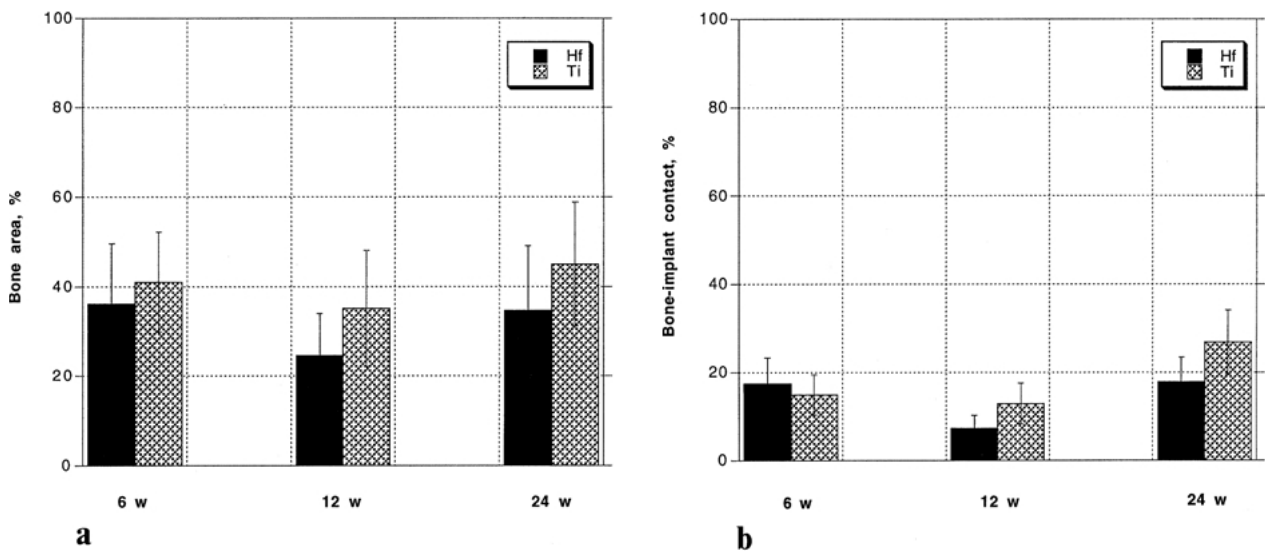 Bone area, %
100
80
60
40
20
0
Hf
Ti
6 w
12 w
24 w
a
Bone-implant contact, %
100
80
60
40
20
0
Hf
Ti
6 w
12 w
24 w
b